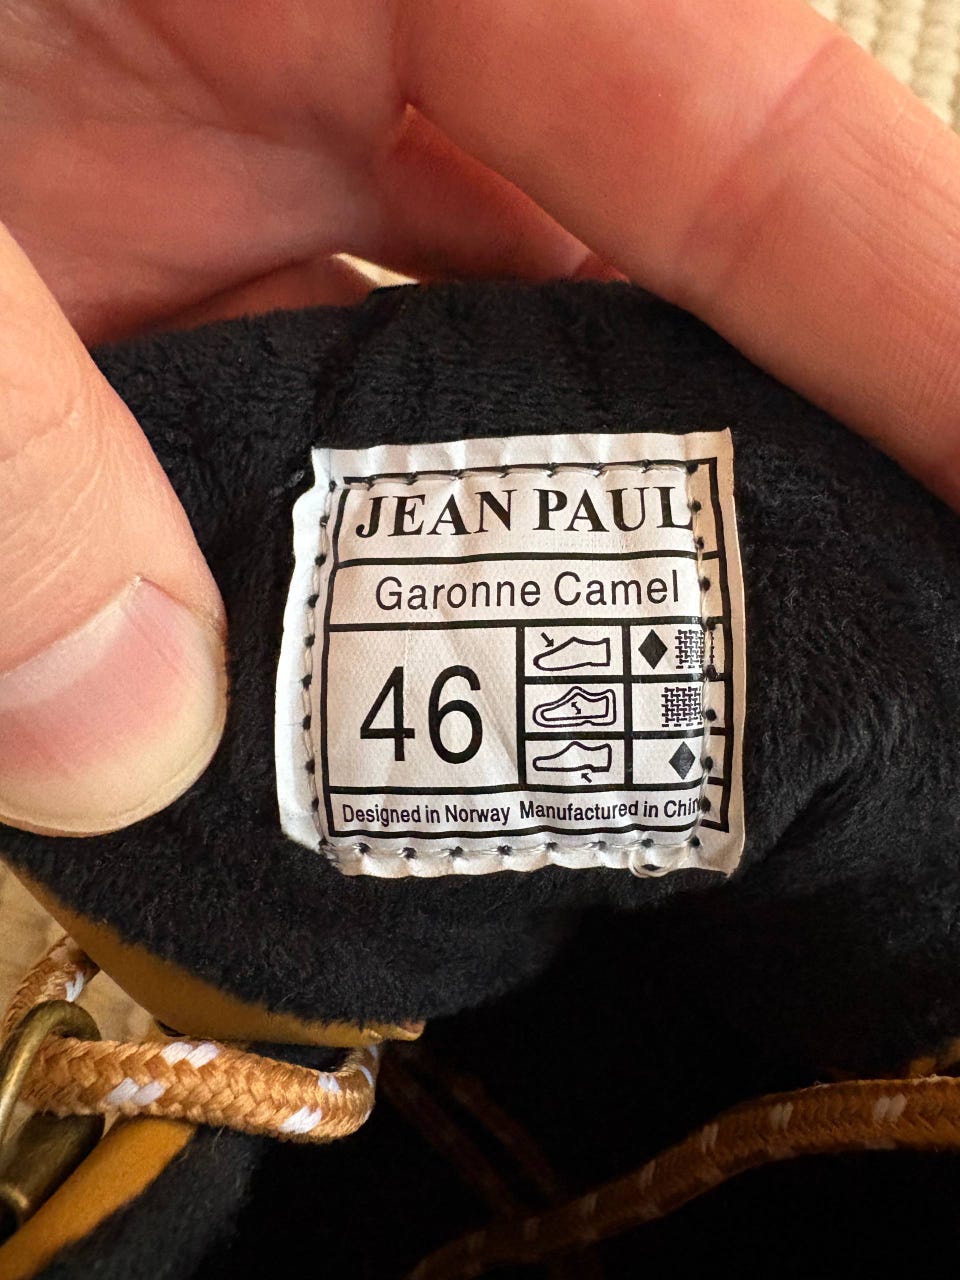 JEAN PAUL
Garonne Camel
46
Designed in Norway Manufactured in Chin